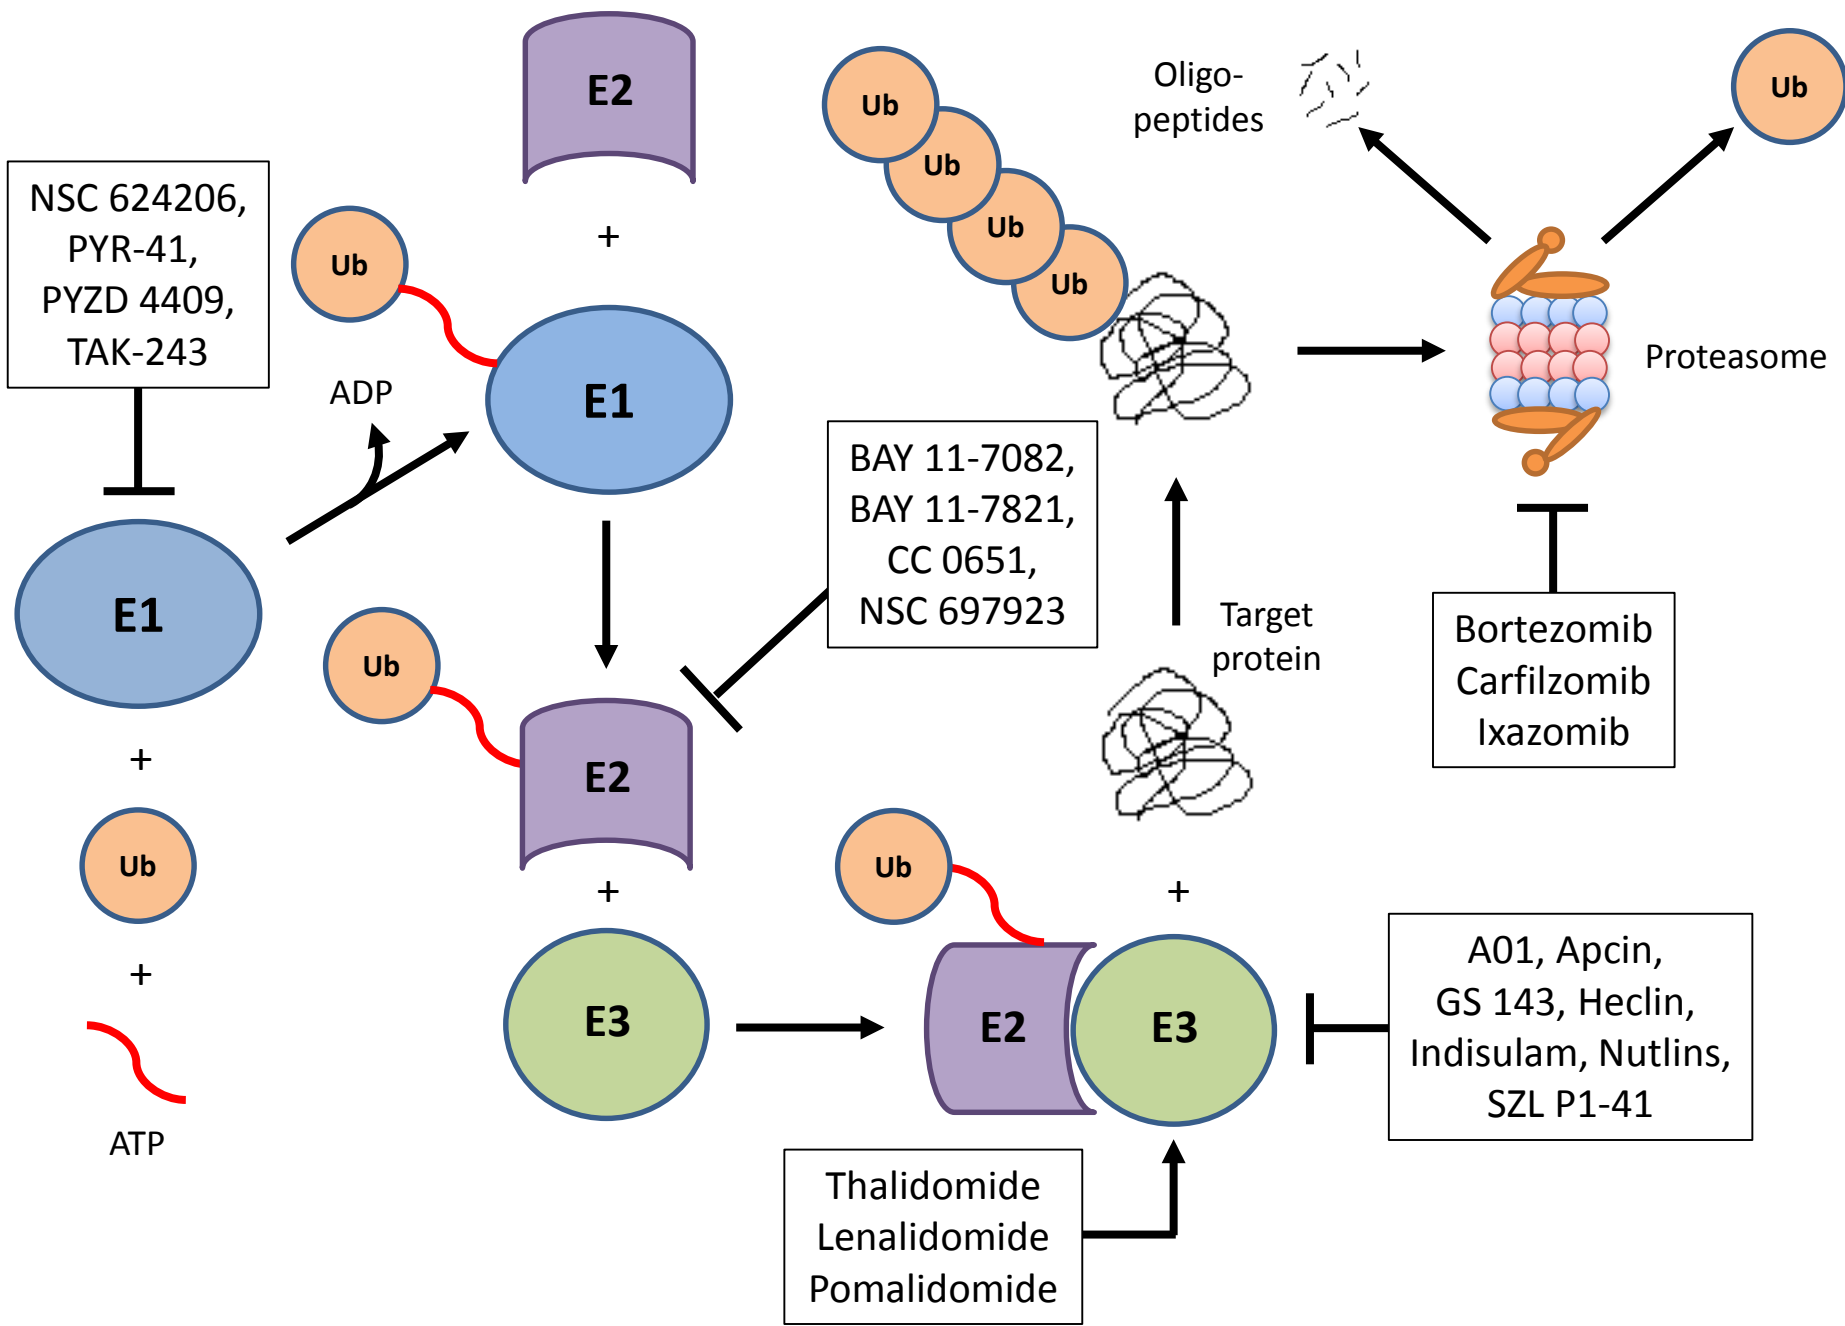 E2
Ub
Ub
Ub
Ub
Oligo-
peptides
Ub
NSC 624206,
PYR-41,
PYZD 4409,
TAK-243
+
Ub
E1
ADP
Proteasome
BAY 11-7082,
BAY 11-7821,
CC 0651,
NSC 697923
E1
Ub
E2
Target
protein
Bortezomib
Carfilzomib
Ixazomib
+
Ub
+
ATP
+
E3
Ub
+
E2
E3
A01, Apcin,
GS 143, Heclin,
Indisulam, Nutlins,
SZL P1-41
Thalidomide
Lenalidomide
Pomalidomide